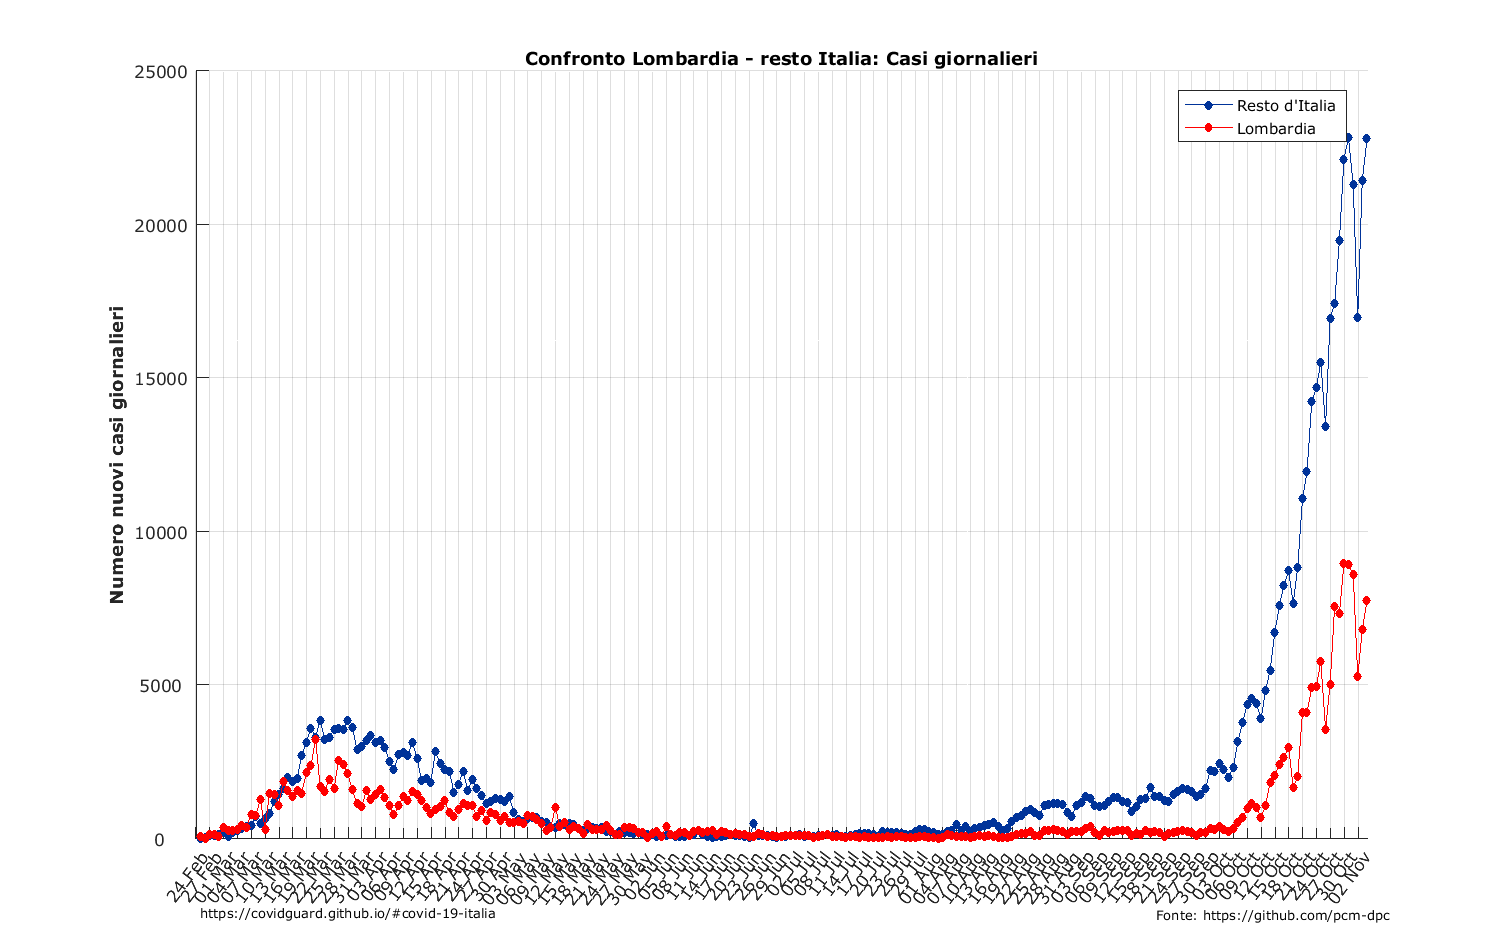 Confronto Lombardia - resto Italia: Casi giornalieri
Resto d'Italia
Lombardia
Numero nuovi casi giornalieri
25000
20000
15000
10000
5000
0
24 Feb
27 Feb
01 Mar
04 Mar
07 Mar
10 Mar
13 Mar
16 Mar
19 Mar
22 Mar
25 Mar
28 Mar
31 Mar
03 Apr
06 Apr
09 Apr
12 Apr
15 Apr
18 Apr
21 Apr
24 Apr
27 Apr
30 Apr
03 May
06 May
09 May
12 May
15 May
18 May
21 May
24 May
27 May
30 May
02 Jun
05 Jun
08 Jun
11 Jun
14 Jun
17 Jun
20 Jun
23 Jun
26 Jun
29 Jun
02 Jul
05 Jul
08 Jul
11 Jul
14 Jul
17 Jul
20 Jul
23 Jul
26 Jul
29 Jul
01 Aug
04 Aug
07 Aug
10 Aug
13 Aug
16 Aug
19 Aug
22 Aug
25 Aug
28 Aug
31 Aug
03 Sep
06 Sep
09 Sep
12 Sep
15 Sep
18 Sep
21 Sep
24 Sep
27 Sep
30 Sep
03 Oct
06 Oct
09 Oct
12 Oct
15 Oct
18 Oct
21 Oct
24 Oct
27 Oct
30 Oct
02 Nov
https://covidguard.github.io/#covid-19-italia
Fonte: https://github.com/pcm-dpc